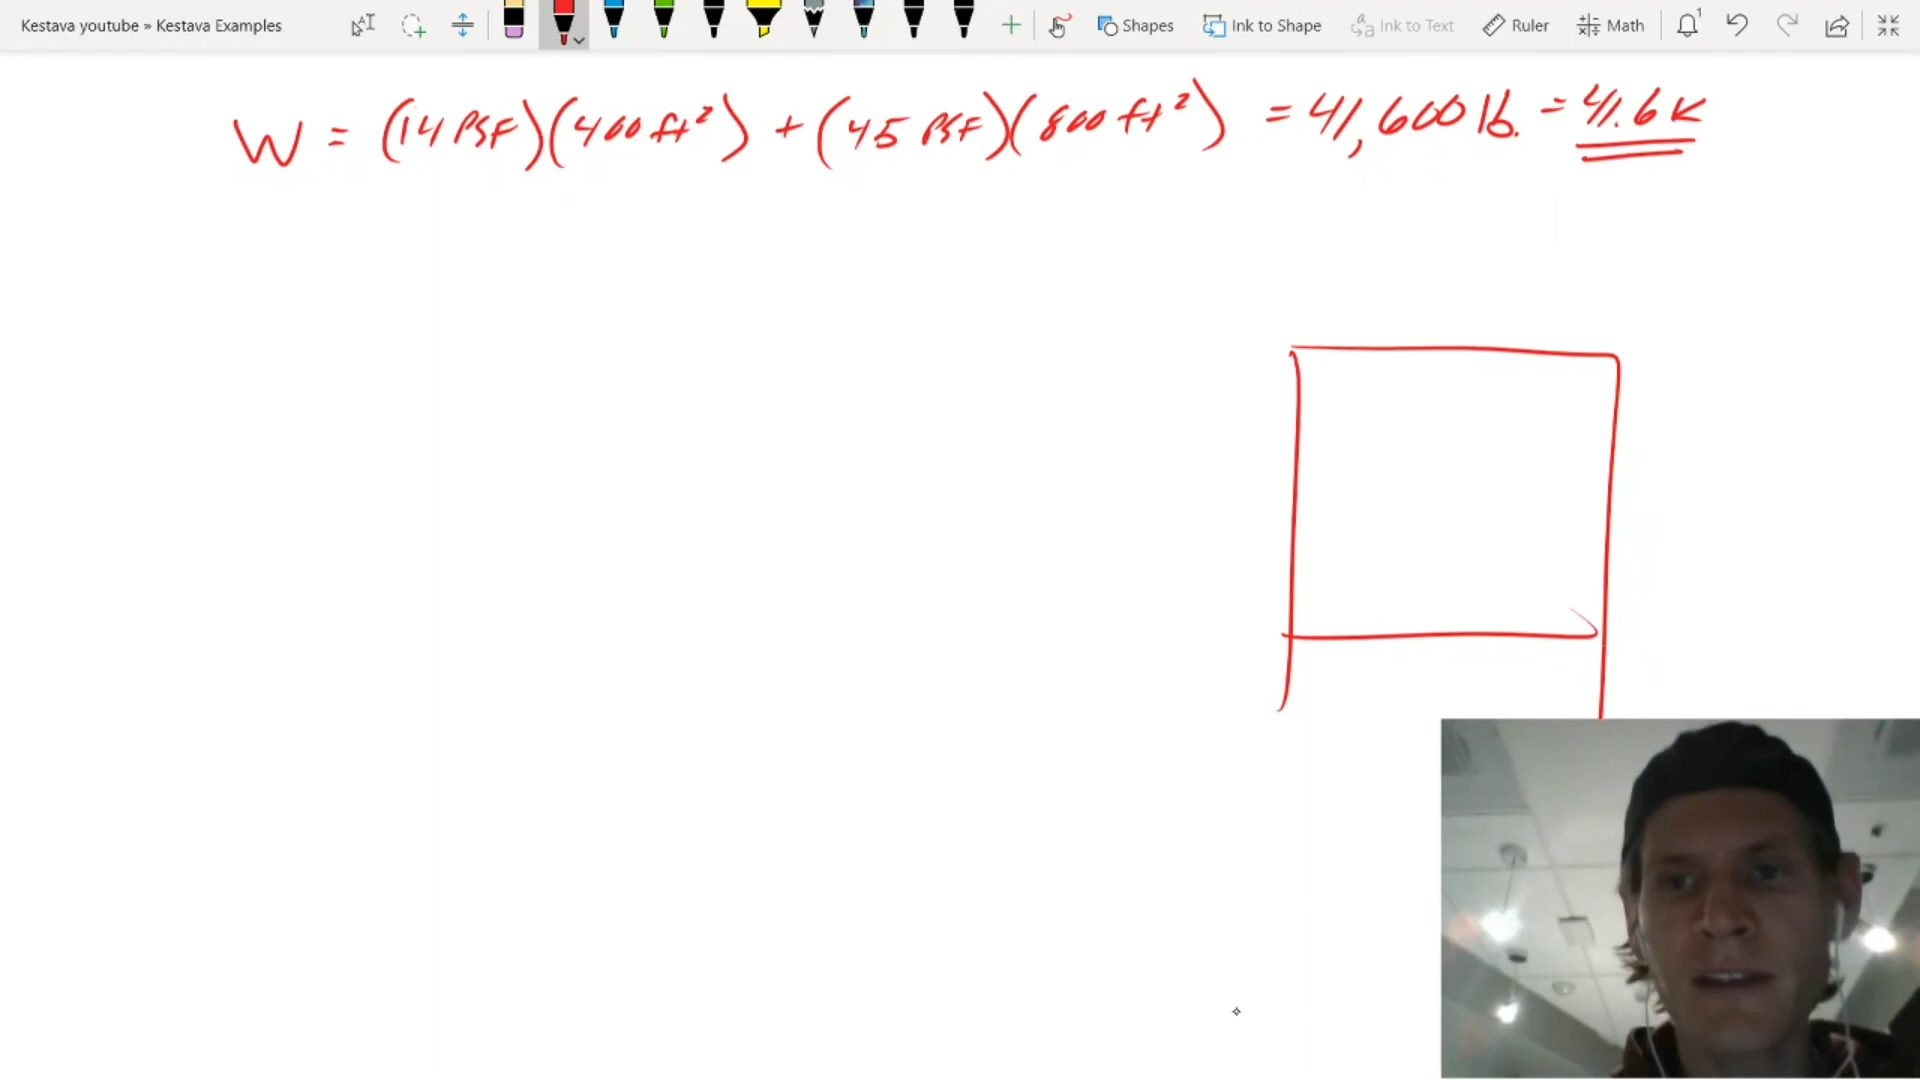 Kestava youtube » Kestava Examples Shapes Ink to Shape Ink to Text Ruler Math 1
W = (14 PSF)(400 ft²) + (45 PSF)(800 ft²) = 41,600 lb. = 41.6 K